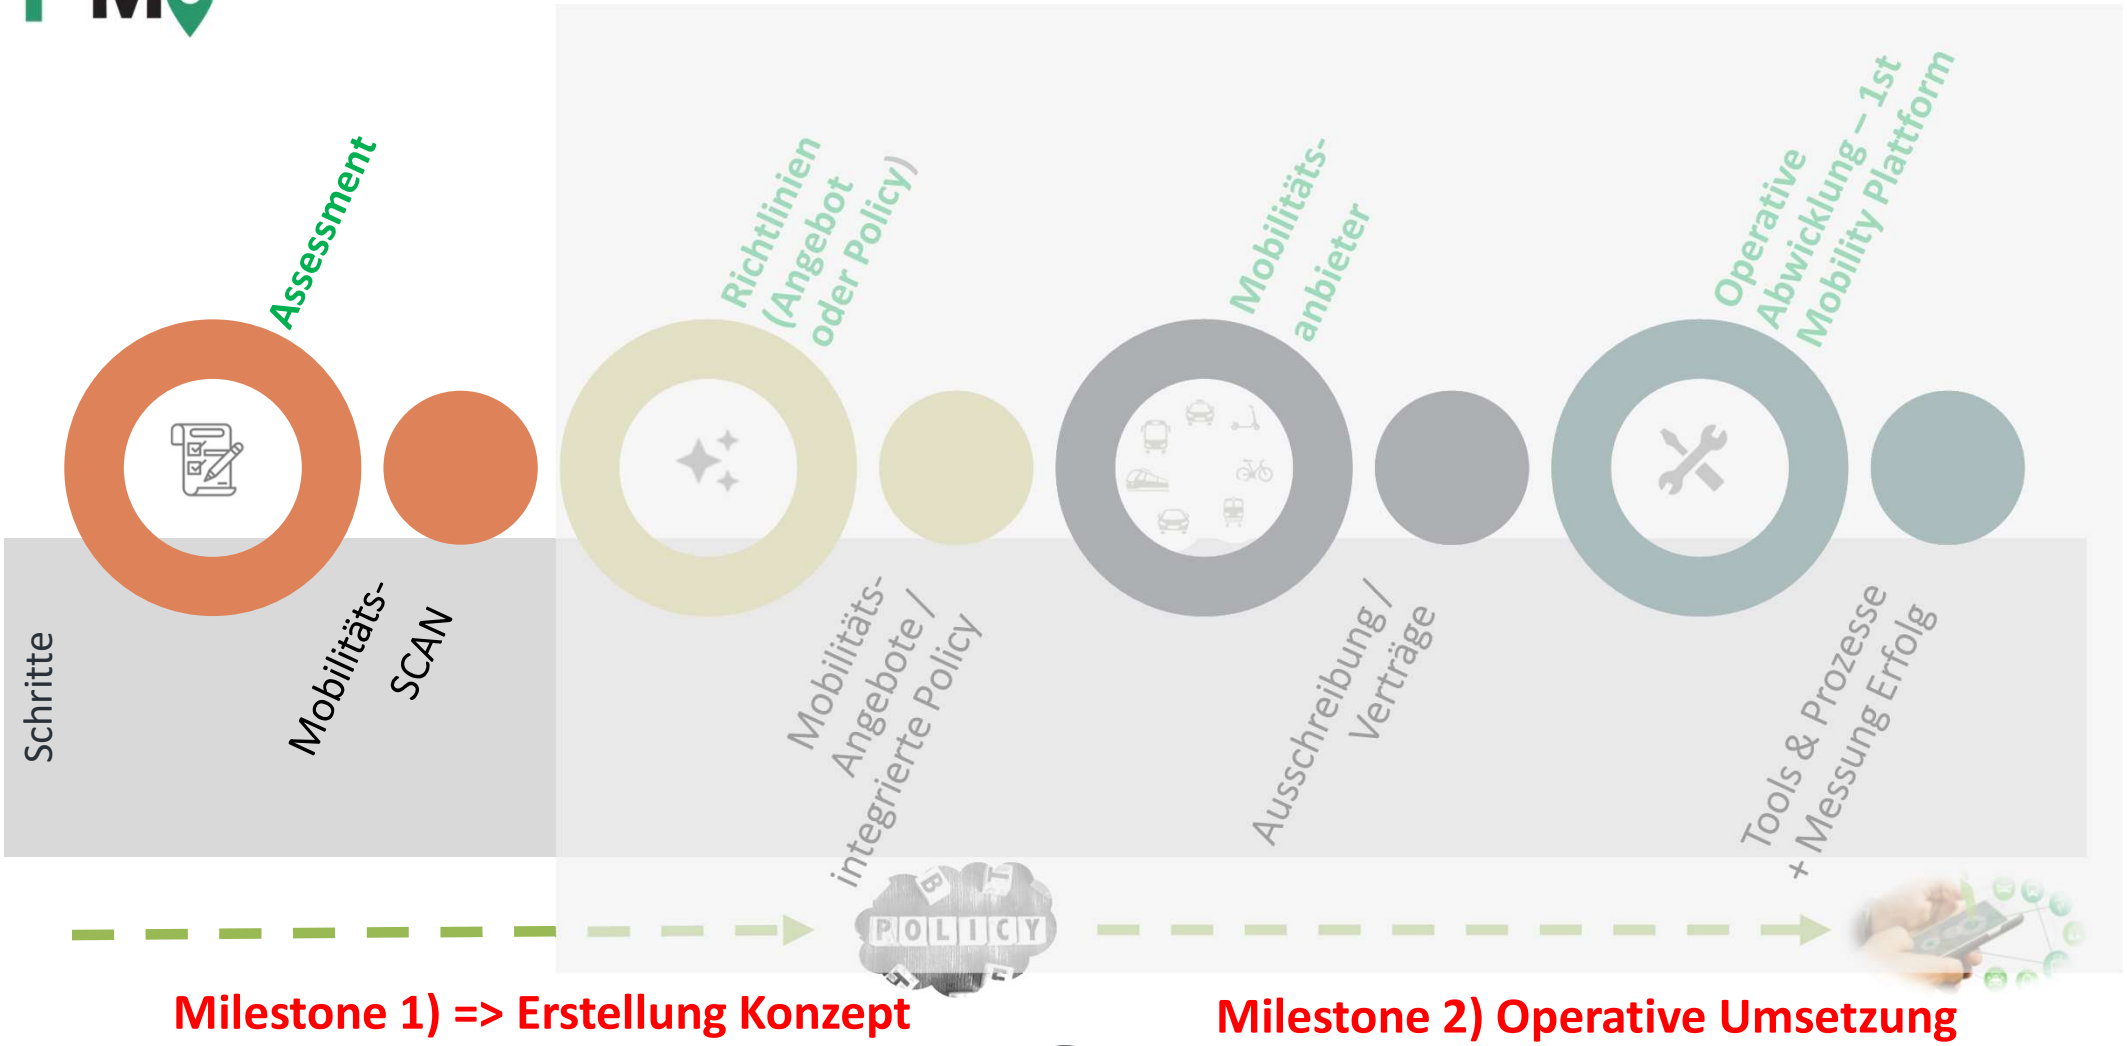 Assessment
Richtlinien
(Angebot
oder Policy)
Mobilitäts-
anbieter
Operative
Abwicklung – 1st
Mobility Plattform
Schritte
Mobilitäts-
SCAN
Mobilitäts-
Angebote /
integrierte Policy
Ausschreibung /
Verträge
Tools & Prozesse
+ Messung Erfolg
B T
POLICY
Milestone 1) => Erstellung Konzept
Milestone 2) Operative Umsetzung